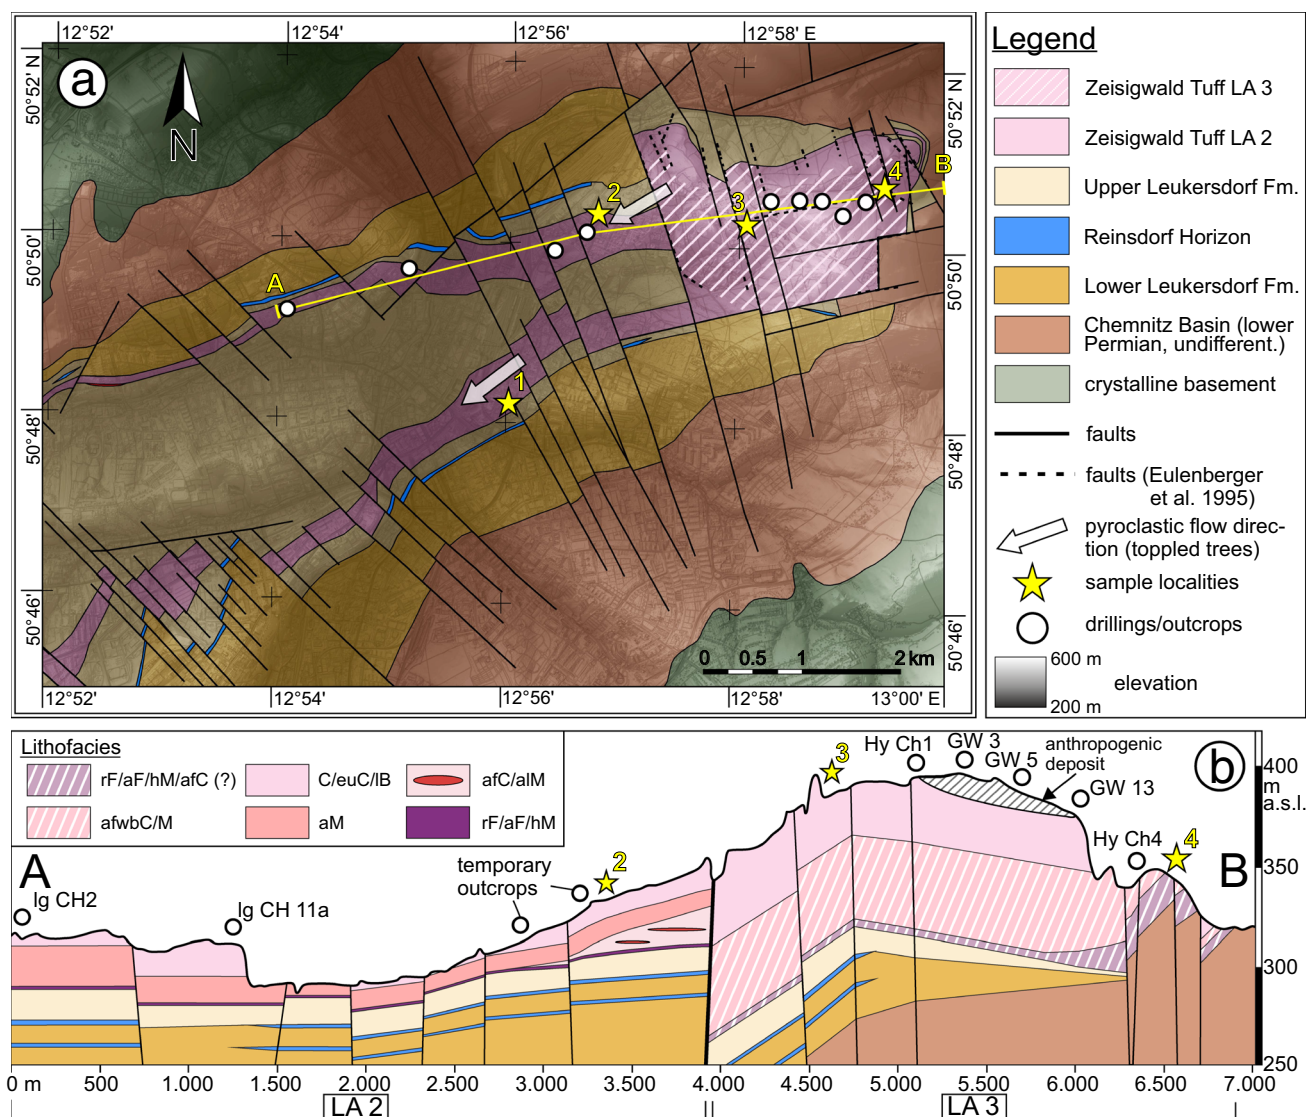 12°52'
12°54'
12°56'
12°58' E
50°52' N
50°50'
50°48'
50°46'
50°52' N
50°50'
50°48'
50°46'
a
N
A
B
1
2
3
4
0 0.5 1 2 km
12°52'
12°54'
12°56'
12°58'
13°00' E
Legend
Zeisigwald Tuff LA 3
Zeisigwald Tuff LA 2
Upper Leukersdorf Fm.
Reinsdorf Horizon
Lower Leukersdorf Fm.
Chemnitz Basin (lower
Permian, undifferent.)
crystalline basement
faults
faults (Eulenberger
et al. 1995)
pyroclastic flow direc-
tion (toppled trees)
sample localities
drillings/outcrops
600 m
elevation
200 m
Lithofacies
rF/aF/hM/afC (?)
C/euC/lB
afC/alM
afwbC/M
aM
rF/aF/hM
b
A
B
Ig CH2
Ig CH 11a
temporary
outcrops
2
3
Hy Ch1
GW 3
GW 5
anthropogenic
deposit
GW 13
Hy Ch4
4
400
m
a.s.l.
350
300
250
0 m 500 1.000 1.500 2.000 2.500 3.000 3.500 4.000 4.500 5.000 5.500 6.000 6.500 7.000
LA 2
LA 3